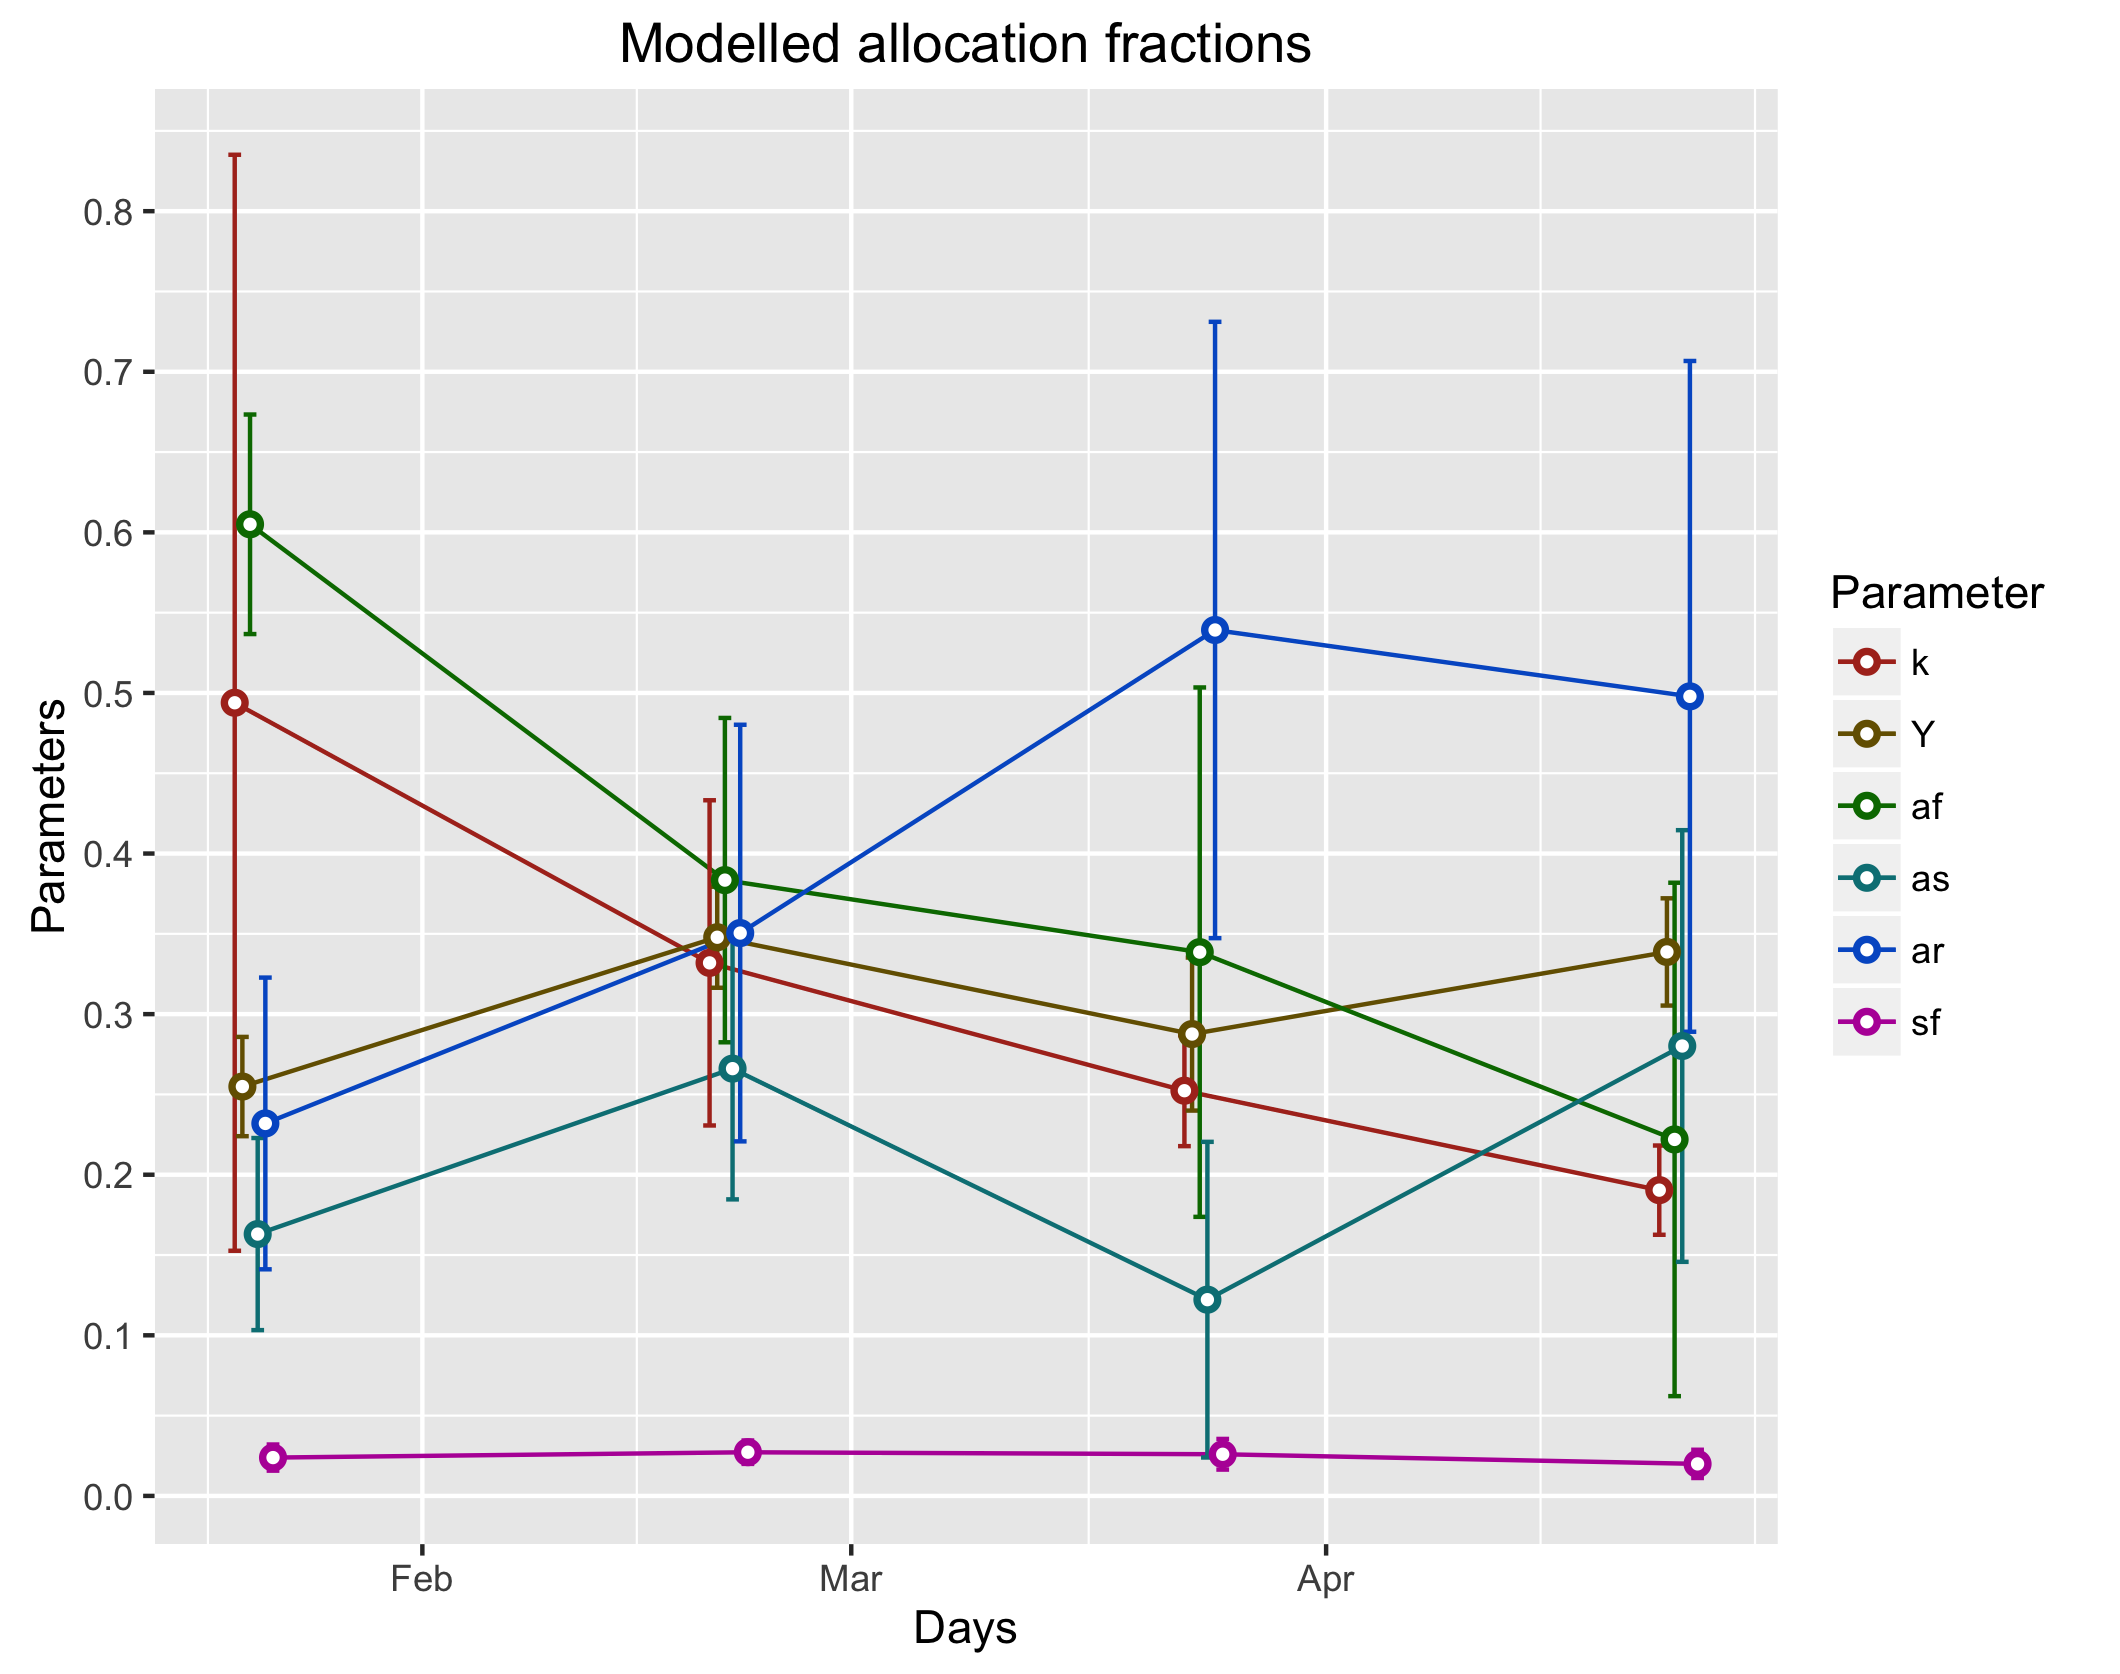 Modelled allocation fractions
Parameters
0.8
0.7
0.6
0.5
0.4
0.3
0.2
0.1
0.0
Feb
Mar
Apr
Days
Parameter
k
Y
af
as
ar
sf